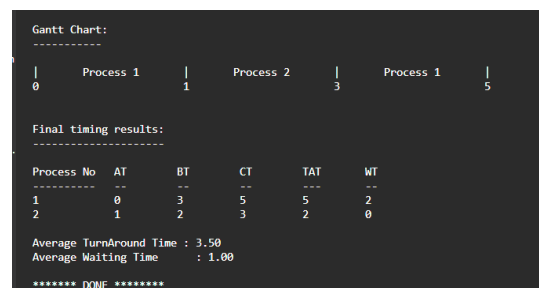 Gantt Chart:
-----------
|      Process 1      |      Process 2      |      Process 1      |
0                     1                     3                     5
Final timing results:
---------------------
Process No   AT      BT      CT      TAT     WT
----------   --      --      --      ---     --
1            0       3       5       5       2
2            1       2       3       2       0
Average TurnAround Time : 3.50
Average Waiting Time      : 1.00
******* DONE ********